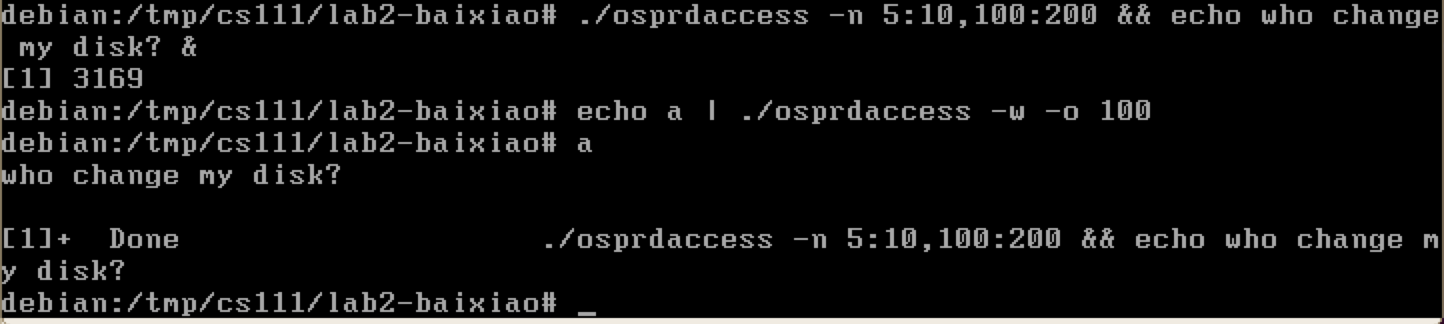 debian:/tmp/cs111/lab2-baixiao# ./osprdaccess -n 5:10,100:200 && echo who change
 my disk? &
[1] 3169
debian:/tmp/cs111/lab2-baixiao# echo a | ./osprdaccess -w -o 100
debian:/tmp/cs111/lab2-baixiao# a
who change my disk?

[1]+  Done                    ./osprdaccess -n 5:10,100:200 && echo who change m
y disk?
debian:/tmp/cs111/lab2-baixiao# _